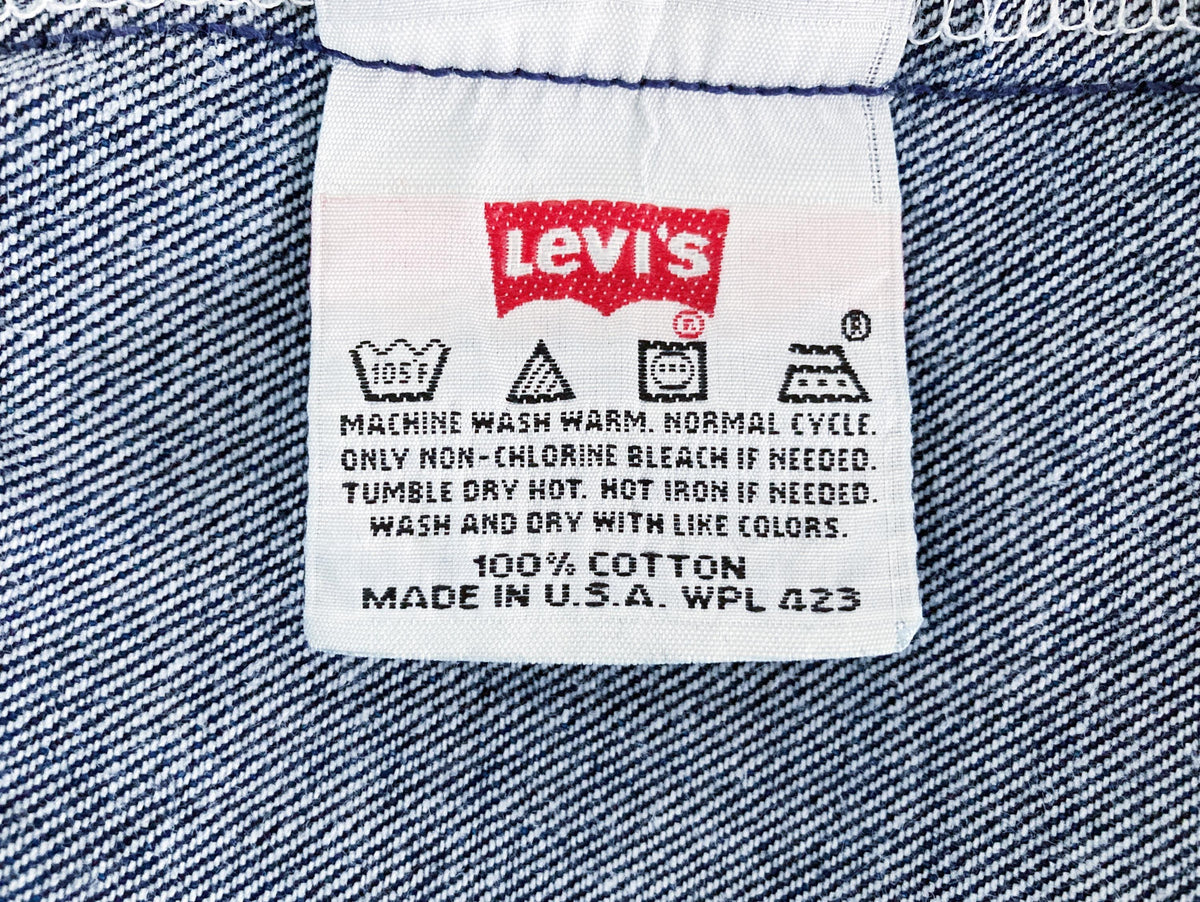 Levi's
®
®
105F
MACHINE WASH WARM. NORMAL CYCLE.
ONLY NON-CHLORINE BLEACH IF NEEDED.
TUMBLE DRY HOT. HOT IRON IF NEEDED.
WASH AND DRY WITH LIKE COLORS.
100% COTTON
MADE IN U.S.A. WPL 423